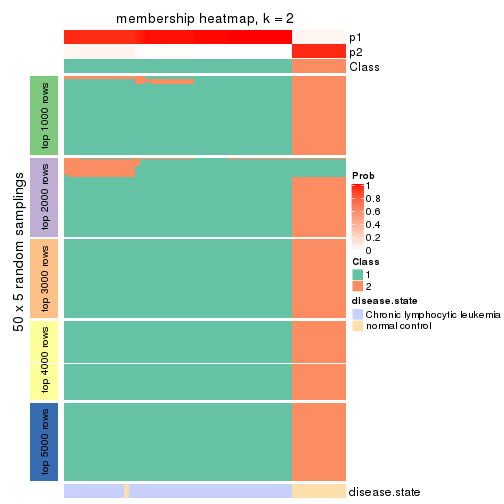 membership heatmap, k = 2
p1
p2
Class
50 x 5 random samplings
top 1000 rows
top 2000 rows
top 3000 rows
top 4000 rows
top 5000 rows
disease.state
Prob
1
0.8
0.6
0.4
0.2
0
Class
1
2
disease.state
Chronic lymphocytic leukemia
normal control